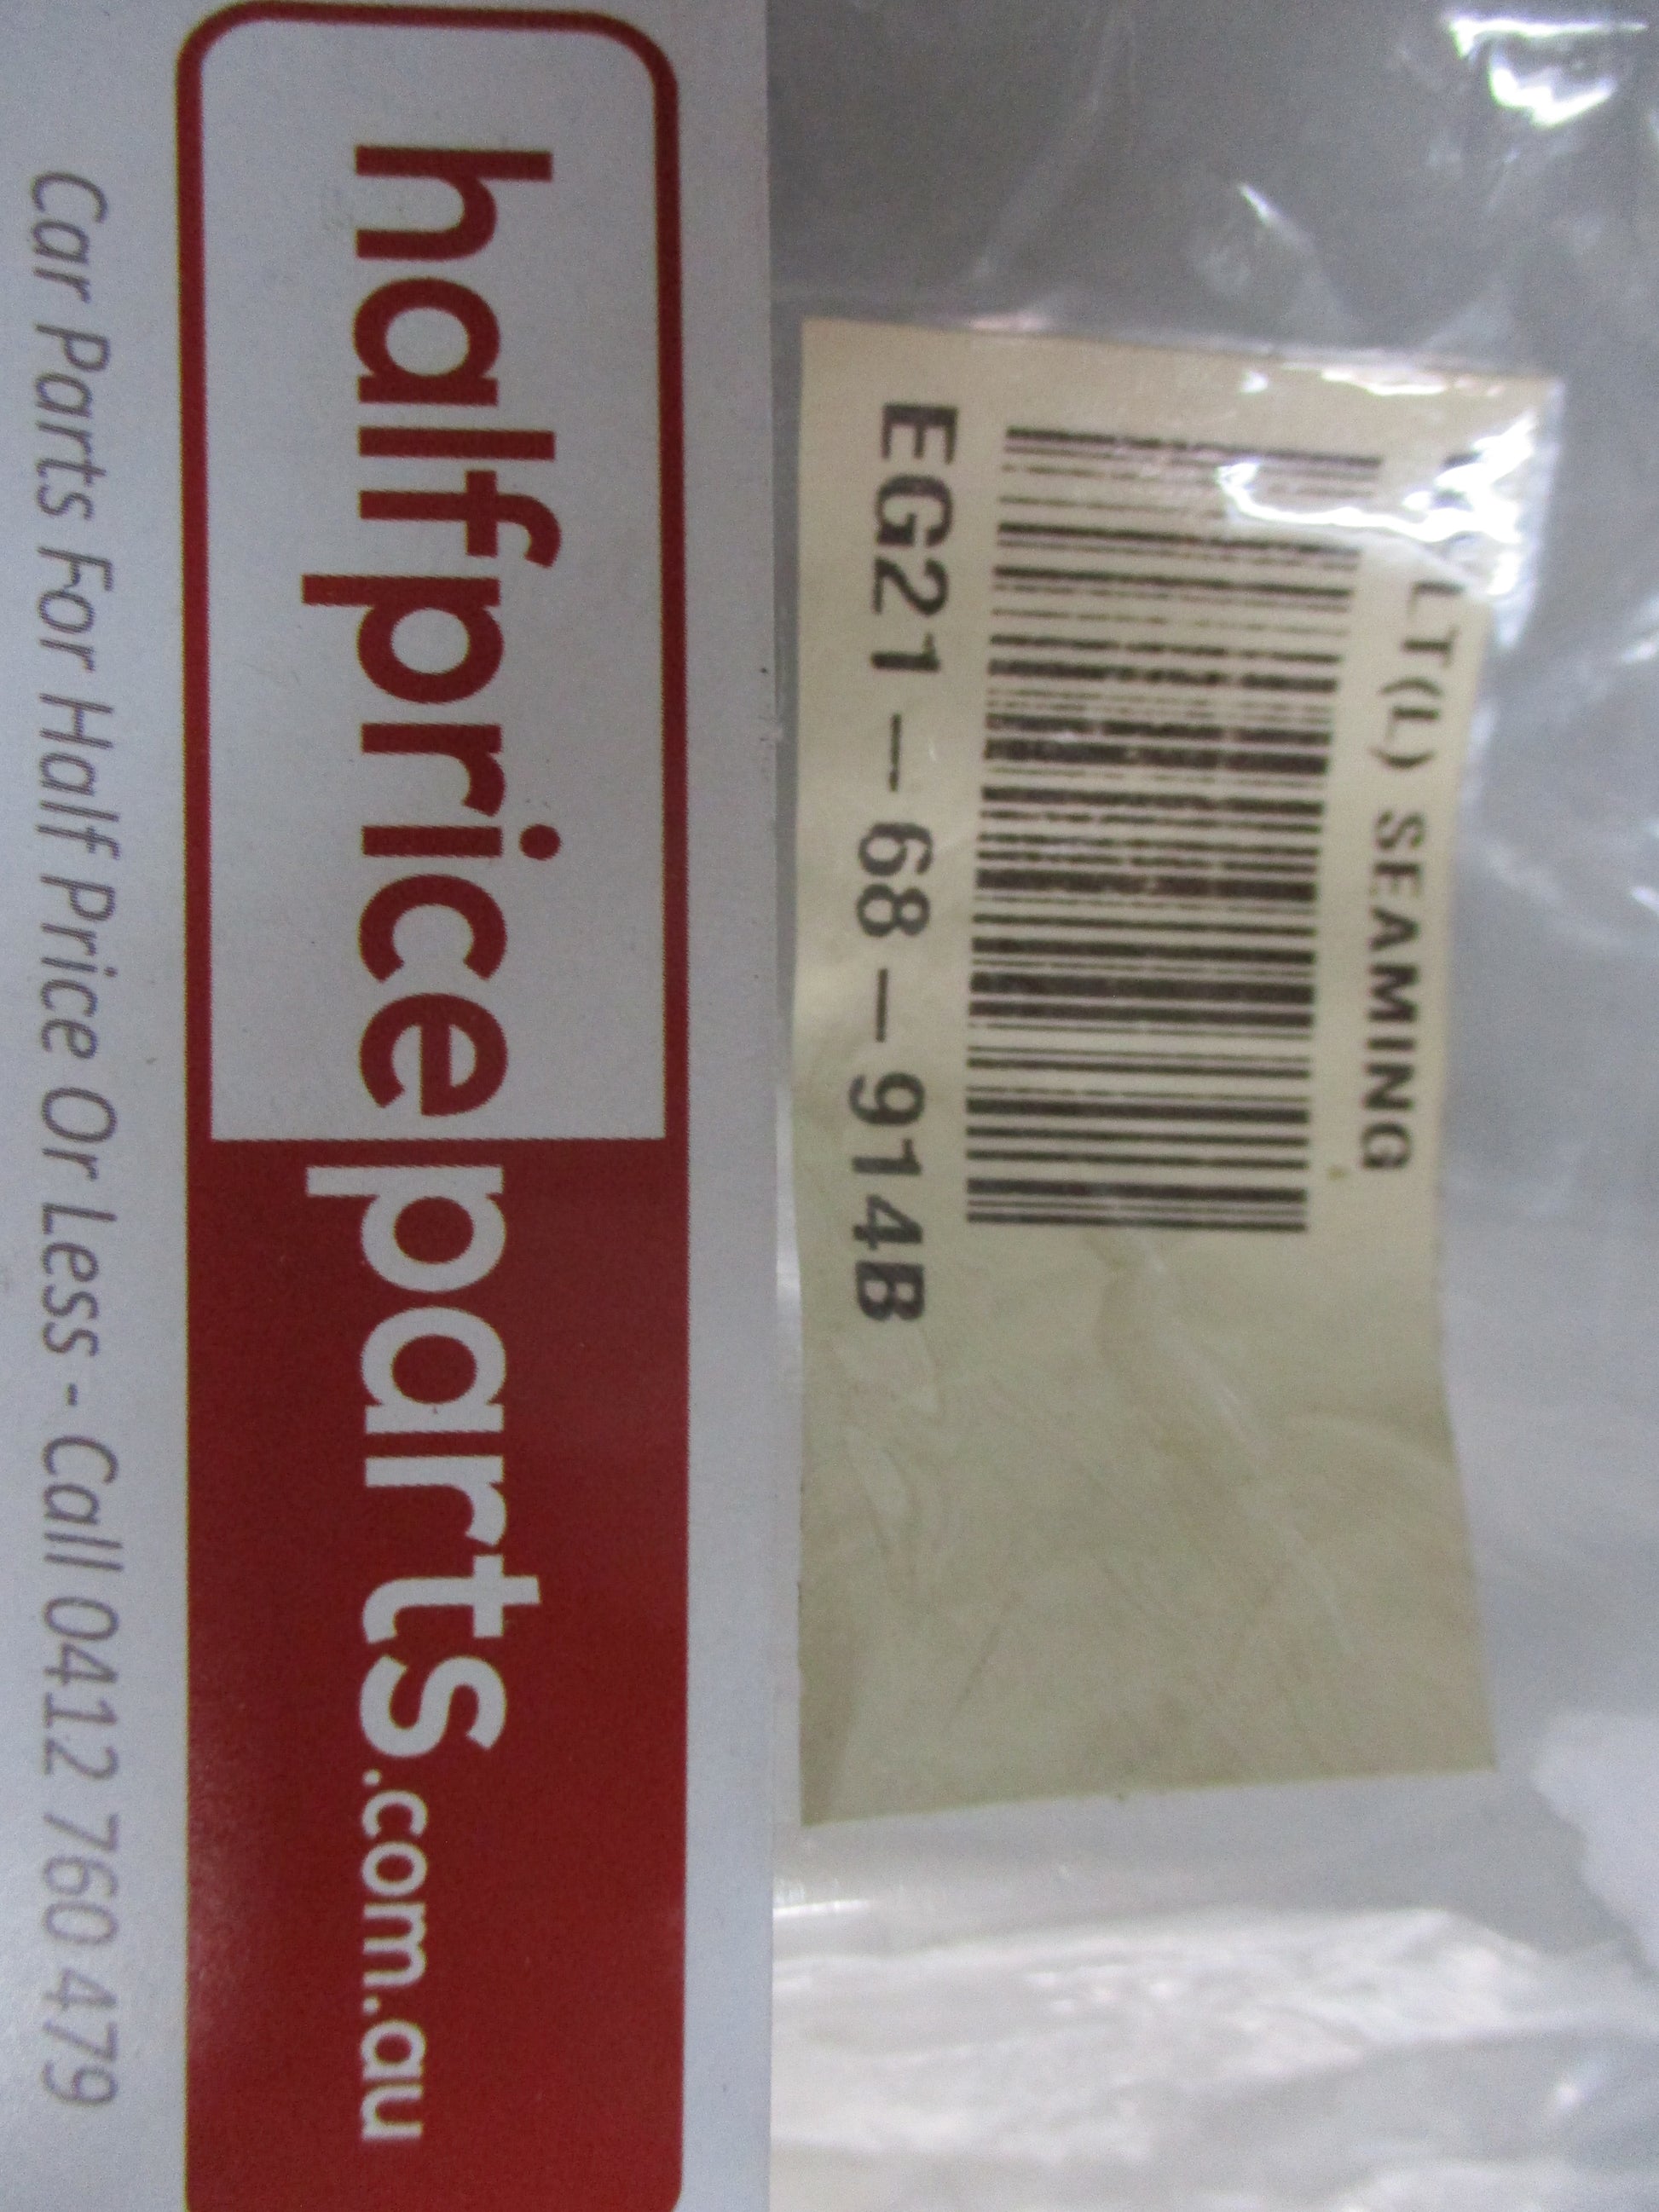 LT(L) SEAMING
EG21-68-914B
halfpriceparts.com.au
Car Parts For Half Price Or Less - Call 0412 760 479